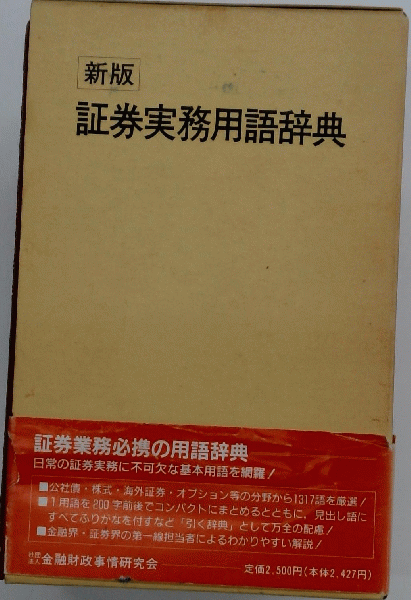 新版
証券実務用語辞典
証券業務必携の用語辞典
日常の証券実務に不可欠な基本用語を網羅！
■公社債・株式・海外証券・オプション等の分野から1317語を厳選！
■1用語を200字前後でコンパクトにまとめるとともに、見出し語に
すべてふりがなを付すなど「引く辞典」として万全の配慮！
■金融界・証券界の第一線担当者によるわかりやすい解説！
社団法人 金融財政事情研究会
定価2,500円(本体2,427円)